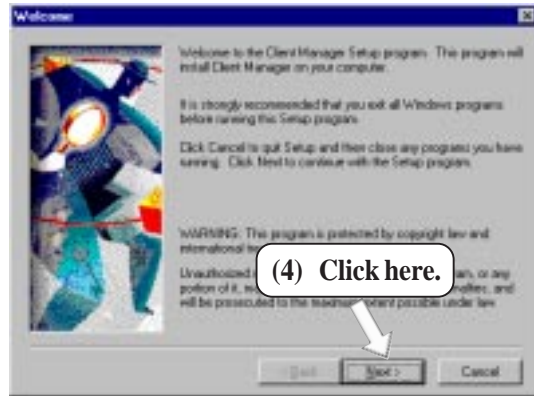 Welcome
Welcome to the Client Manager Setup program. This program will
install Client Manager on your computer.
It is strongly recommended that you exit all Windows programs
before running this Setup program.
Click Cancel to quit Setup and then close any programs you have
running. Click Next to continue with the Setup program.
WARNING: This program is protected by copyright law and
international
Unauthorized
(4) Click here.
or any
portion of it, and
will be prosecuted to the maximum extent possible under law
< Back
Next >
Cancel